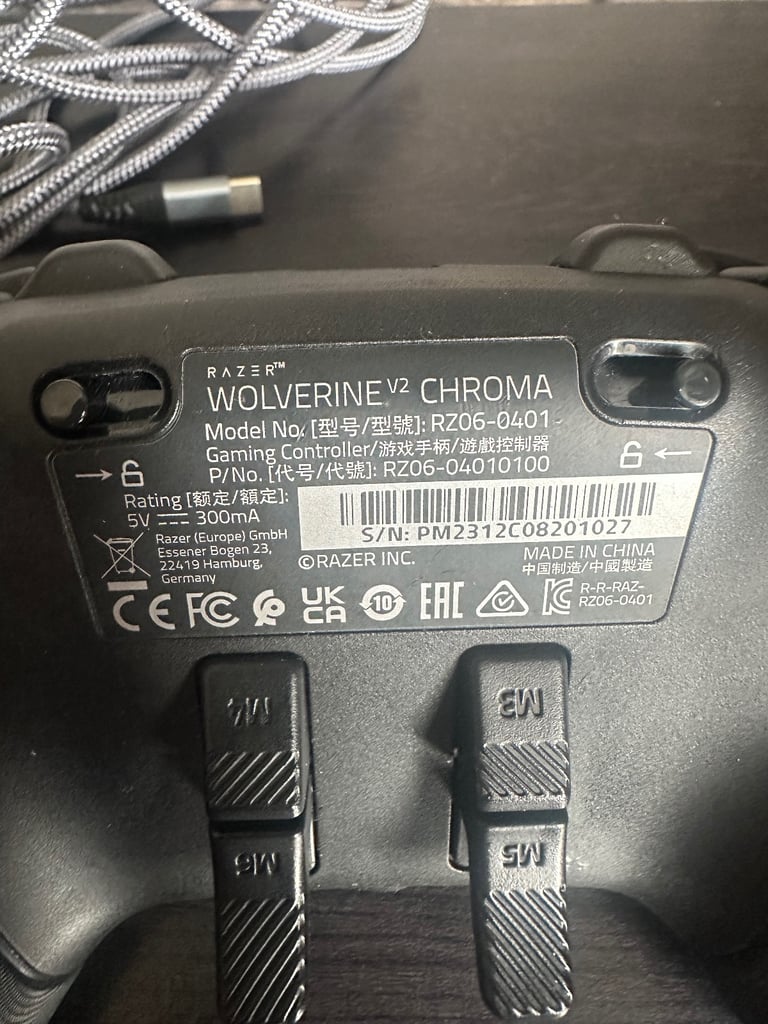 RAZER™
WOLVERINE V2 CHROMA
Model No. [型号/型號]: RZ06-0401
Gaming Controller/游戏手柄/遊戲控制器
P/No. [代号/代號]: RZ06-04010100
Rating [额定/額定]:
5V ⎓ 300mA
Razer (Europe) GmbH
Essener Bogen 23,
22419 Hamburg,
Germany
S/N: PM2312C08201027
©RAZER INC.
MADE IN CHINA
中国制造/中國製造
CE FC UK CA 10 EAC
R-R-RAZ-
RZ06-0401
M4
M3
M6
M5